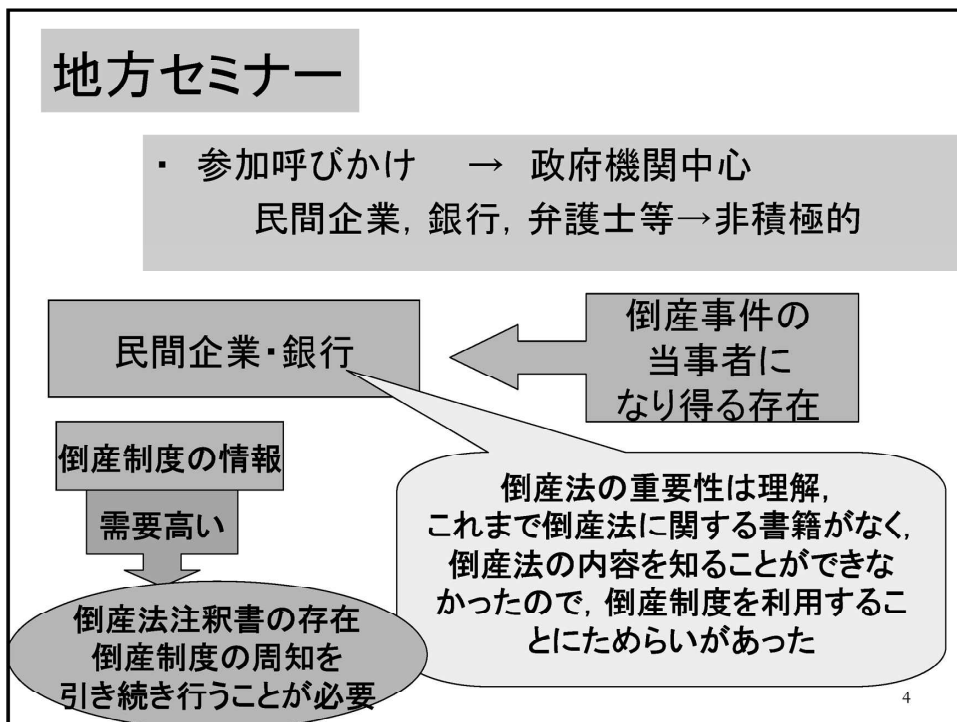 地方セミナー
・ 参加呼びかけ → 政府機関中心
民間企業，銀行，弁護士等→非積極的
民間企業・銀行
倒産事件の
当事者に
なり得る存在
倒産制度の情報
需要高い
倒産法注釈書の存在
倒産制度の周知を
引き続き行うことが必要
倒産法の重要性は理解，
これまで倒産法に関する書籍がなく，
倒産法の内容を知ることができな
かったので，倒産制度を利用するこ
とにためらいがあった
4